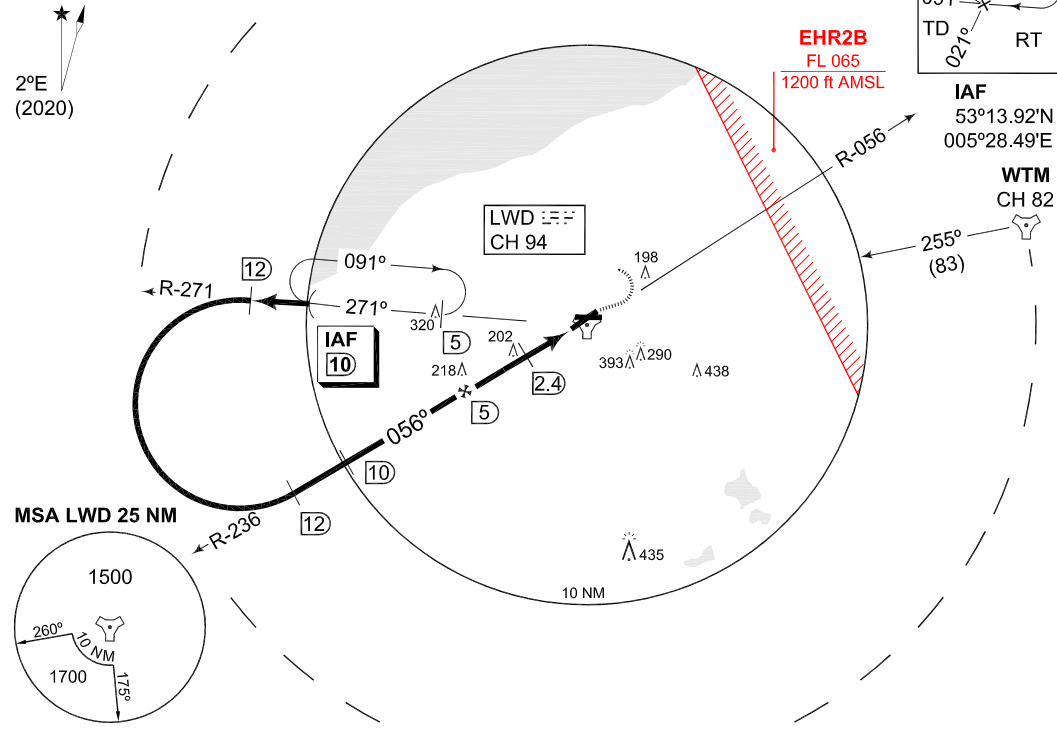 2ºE
(2020)
EHR2B
FL 065
1200 ft AMSL
TD
021º
RT
IAF
53º13.92'N
005º28.49'E
WTM
CH 82
R-056
255º
(83)
LWD
CH 94
198
12
091º
R-271
271º
320
5
IAF
10
202
218
2.4
393
290
438
5
056º
10
12
R-236
MSA LWD 25 NM
1500
260º
10 NM
1700
175º
435
10 NM